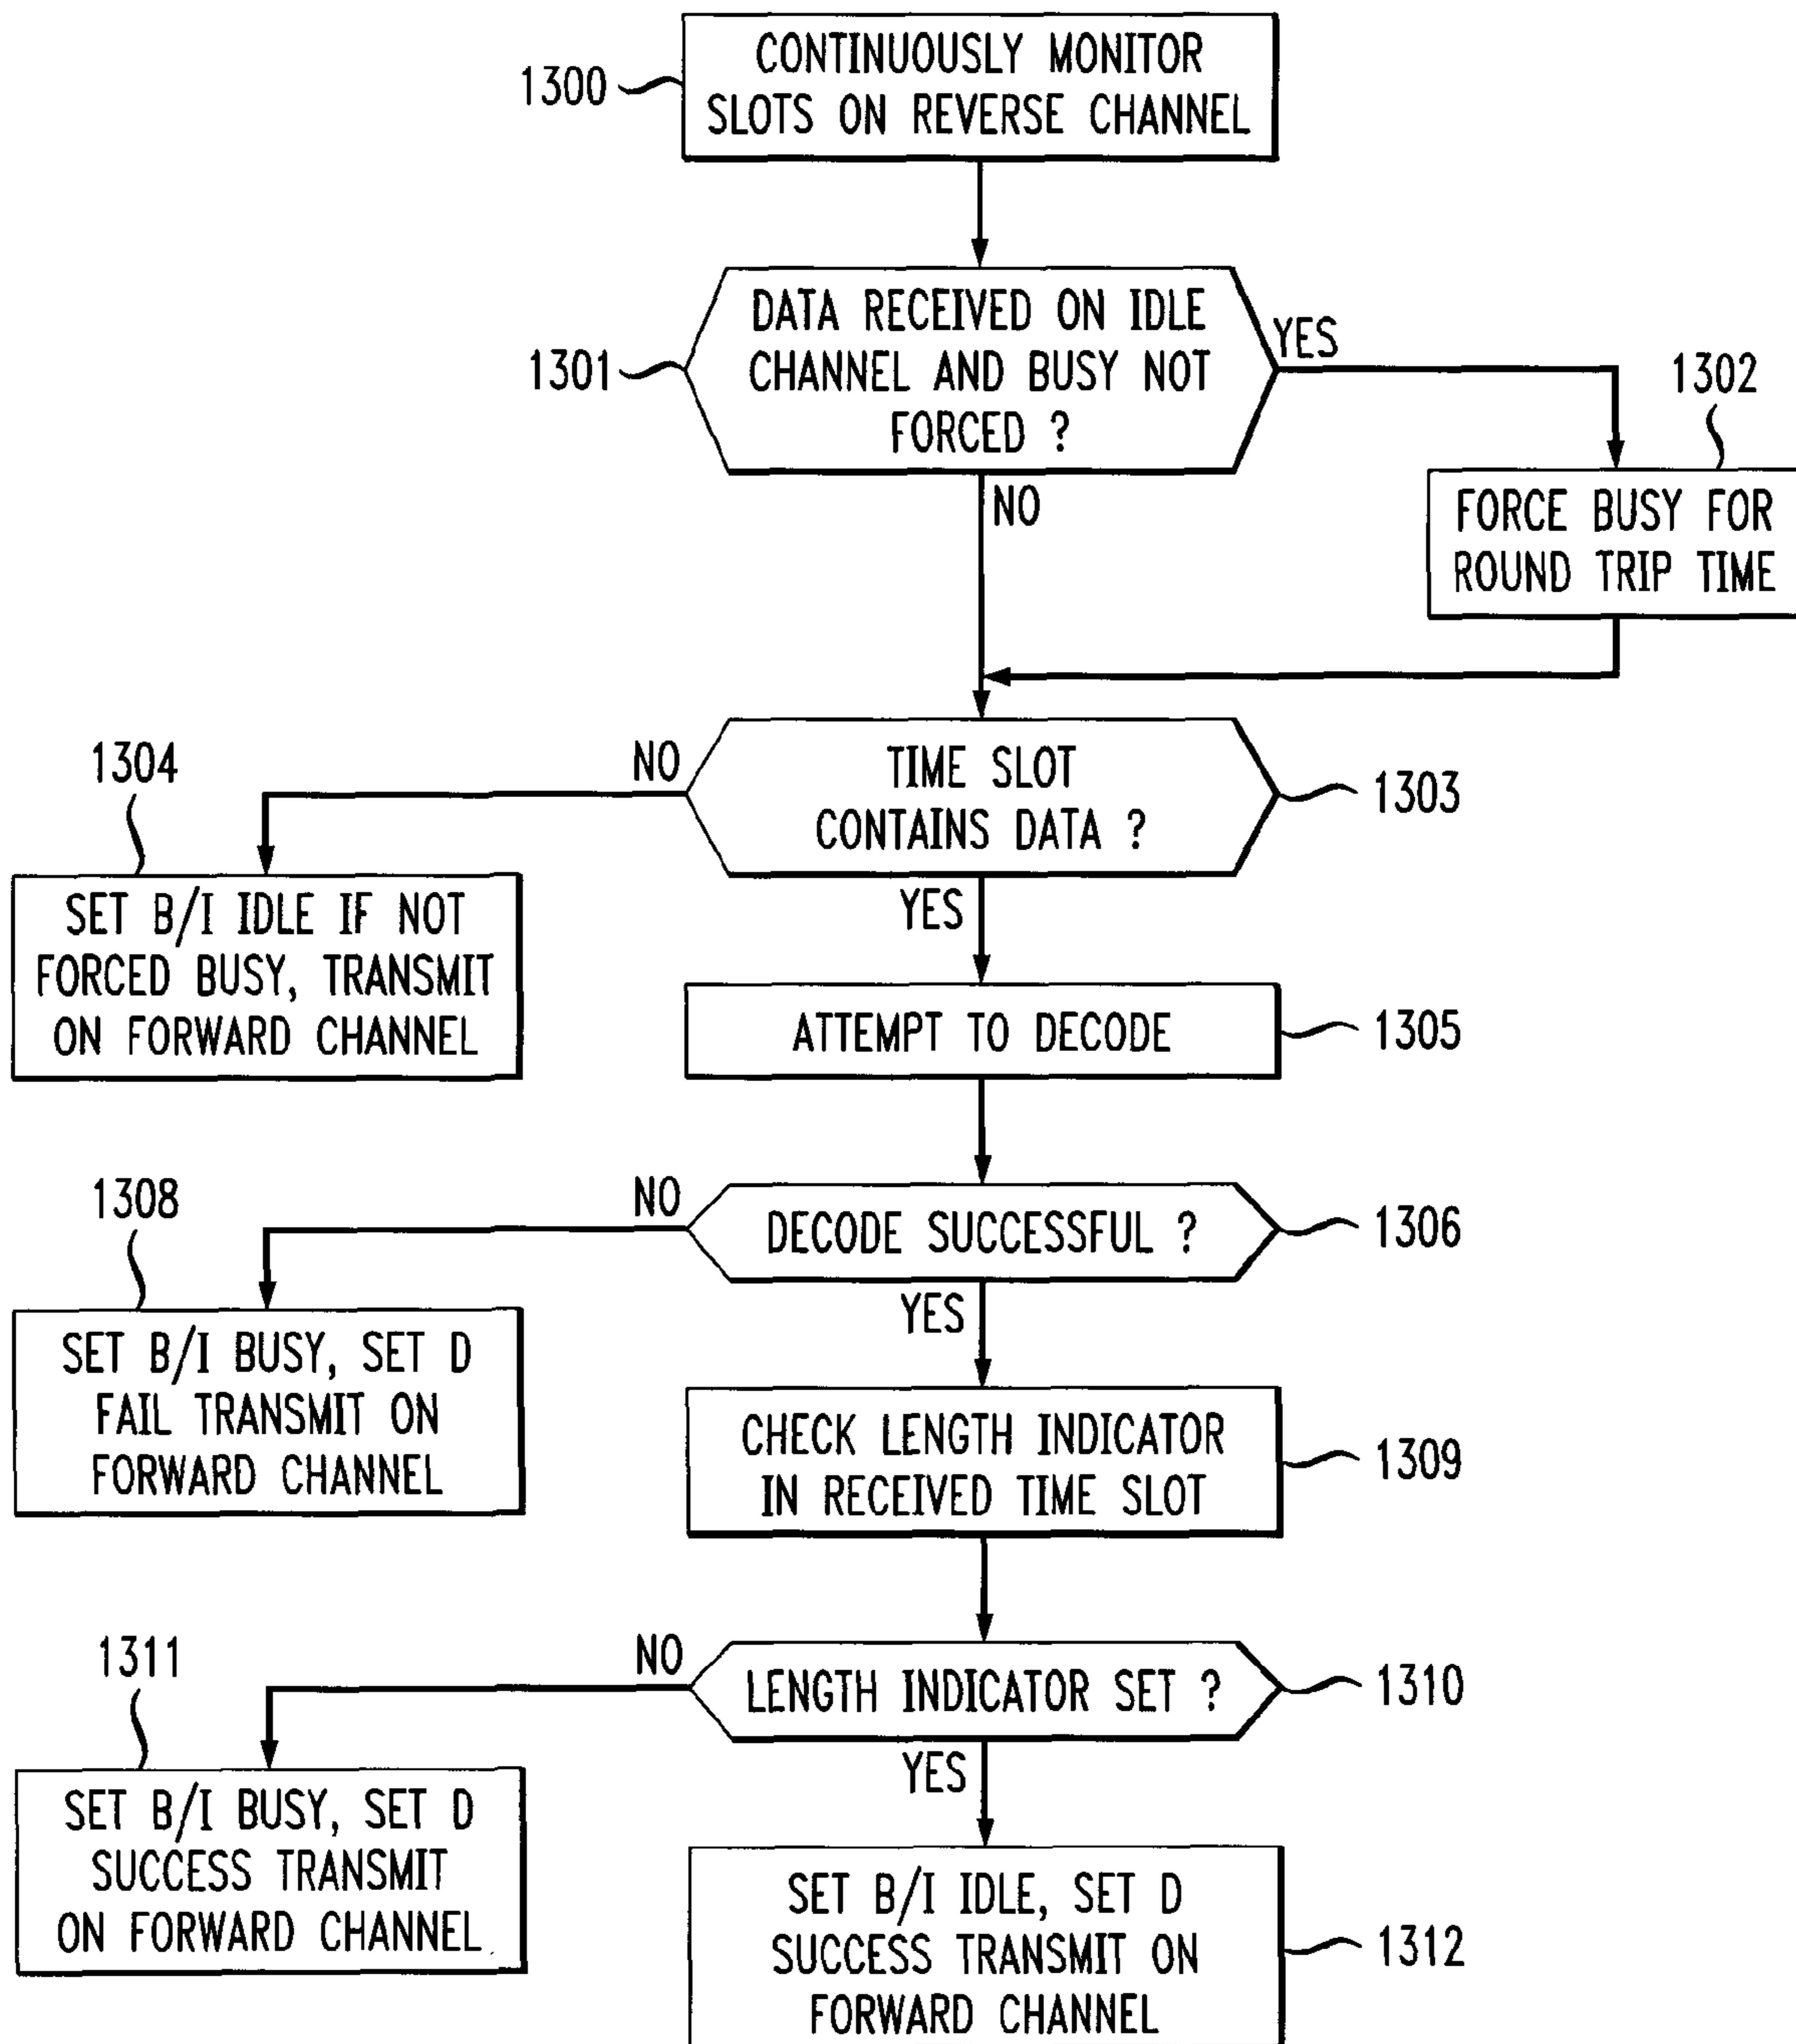 1300
CONTINUOUSLY MONITOR
SLOTS ON REVERSE CHANNEL
1301
DATA RECEIVED ON IDLE
CHANNEL AND BUSY NOT
FORCED ?
YES
1302
FORCE BUSY FOR
ROUND TRIP TIME
NO
TIME SLOT
CONTAINS DATA ?
1303
NO
1304
SET B/I IDLE IF NOT
FORCED BUSY, TRANSMIT
ON FORWARD CHANNEL
YES
ATTEMPT TO DECODE
1305
DECODE SUCCESSFUL ?
1306
NO
1308
SET B/I BUSY, SET D
FAIL TRANSMIT ON
FORWARD CHANNEL
YES
CHECK LENGTH INDICATOR
IN RECEIVED TIME SLOT
1309
LENGTH INDICATOR SET ?
1310
NO
1311
SET B/I BUSY, SET D
SUCCESS TRANSMIT
ON FORWARD CHANNEL
YES
SET B/I IDLE, SET D
SUCCESS TRANSMIT ON
FORWARD CHANNEL
1312